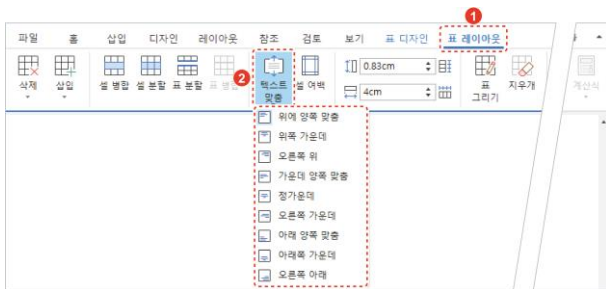 1
파일 홈 삽입 디자인 레이아웃 참조 검토 보기 표 디자인 표 레이아웃
삭제 삽입 셀 병합 셀 분할 표 분할 표 병합 2 텍스트 맞춤 셀 여백 0.83cm 4cm 표 그리기 지우개 계산식
위에 양쪽 맞춤
위쪽 가운데
오른쪽 위
가운데 양쪽 맞춤
정가운데
오른쪽 가운데
아래 양쪽 맞춤
아래쪽 가운데
오른쪽 아래